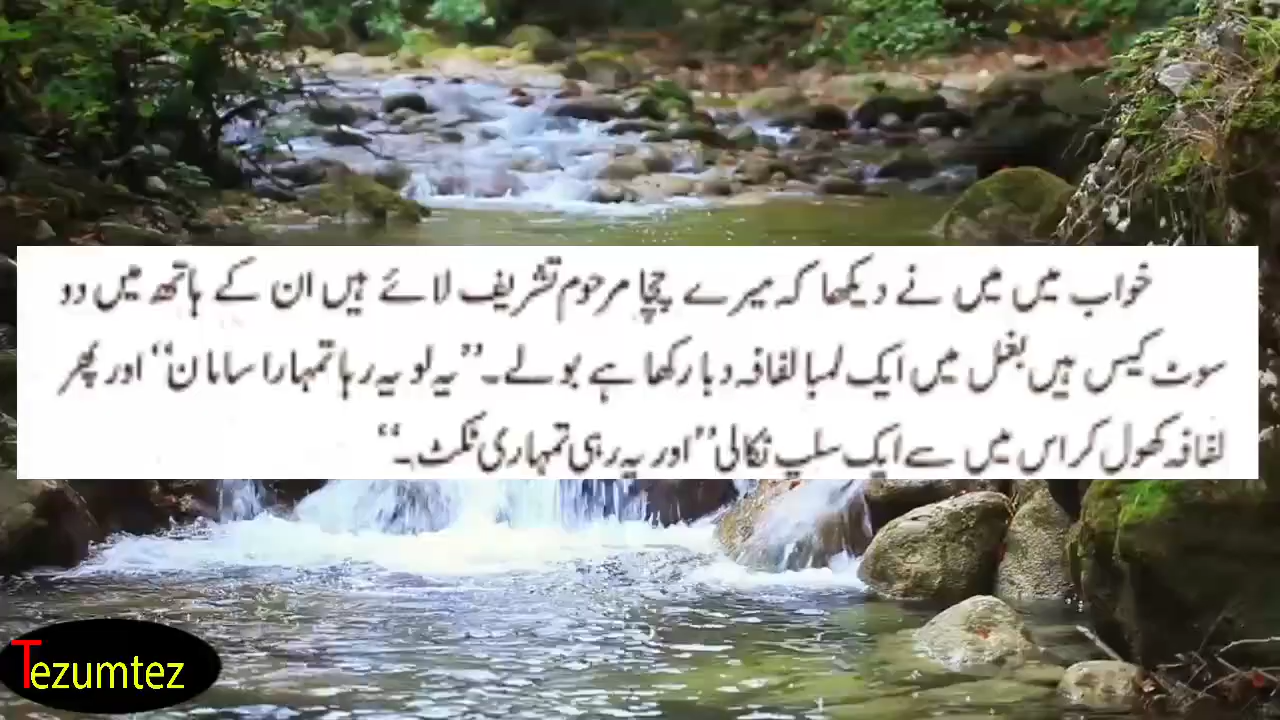 خواب میں میں نے دیکھا کہ میرے چچا مرحوم تشریف لائے ہیں ان کے ہاتھ میں دو
سوٹ کیس ہیں بغل میں ایک لمبا لفافہ دبا رکھا ہے بولے۔ ”یہ لو یہ رہا تمہارا سامان“ اور پھر
لفافہ کھول کر اس میں سے ایک سلپ نکالی ”اور یہ رہی تمہاری ٹکٹ۔“
Tezumtez